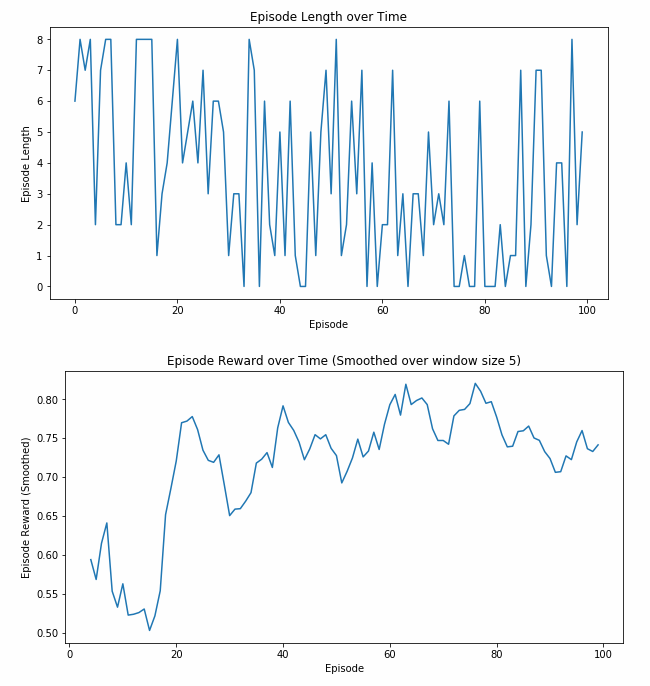 Episode Length over Time
8
7
6
5
4
3
2
1
0
Episode Length
0 20 40 60 80 100
Episode
Episode Reward over Time (Smoothed over window size 5)
0.80
0.75
0.70
0.65
0.60
0.55
0.50
Episode Reward (Smoothed)
0 20 40 60 80 100
Episode